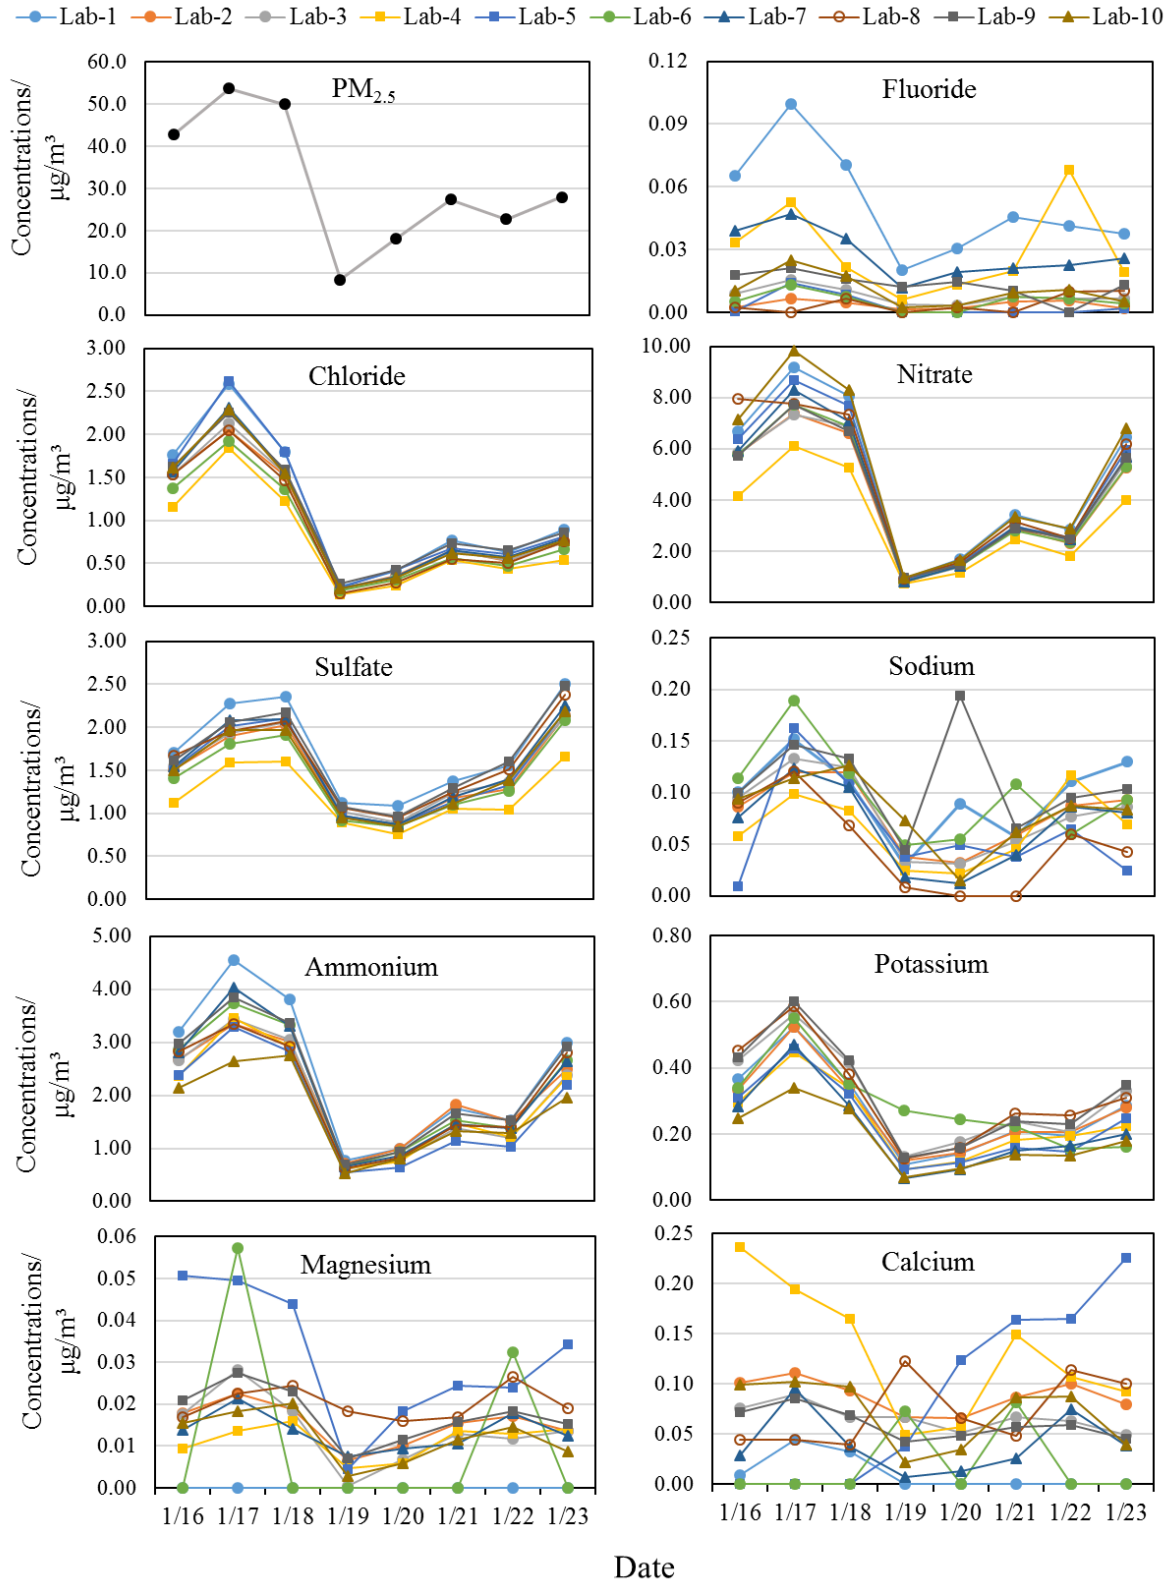 Lab-1 Lab-2 Lab-3 Lab-4 Lab-5 Lab-6 Lab-7 Lab-8 Lab-9 Lab-10
Concentrations/
μg/m³
PM2.5
60.0
50.0
40.0
30.0
20.0
10.0
0.0
Fluoride
0.12
0.09
0.06
0.03
0.00
Concentrations/
μg/m³
Chloride
3.00
2.50
2.00
1.50
1.00
0.50
0.00
Nitrate
10.00
8.00
6.00
4.00
2.00
0.00
Concentrations/
μg/m³
Sulfate
3.00
2.50
2.00
1.50
1.00
0.50
0.00
Sodium
0.25
0.20
0.15
0.10
0.05
0.00
Concentrations/
μg/m³
Ammonium
5.00
4.00
3.00
2.00
1.00
0.00
Potassium
0.80
0.60
0.40
0.20
0.00
Concentrations/
μg/m³
Magnesium
0.06
0.05
0.04
0.03
0.02
0.01
0.00
1/16 1/17 1/18 1/19 1/20 1/21 1/22 1/23
Calcium
0.25
0.20
0.15
0.10
0.05
0.00
1/16 1/17 1/18 1/19 1/20 1/21 1/22 1/23
Date